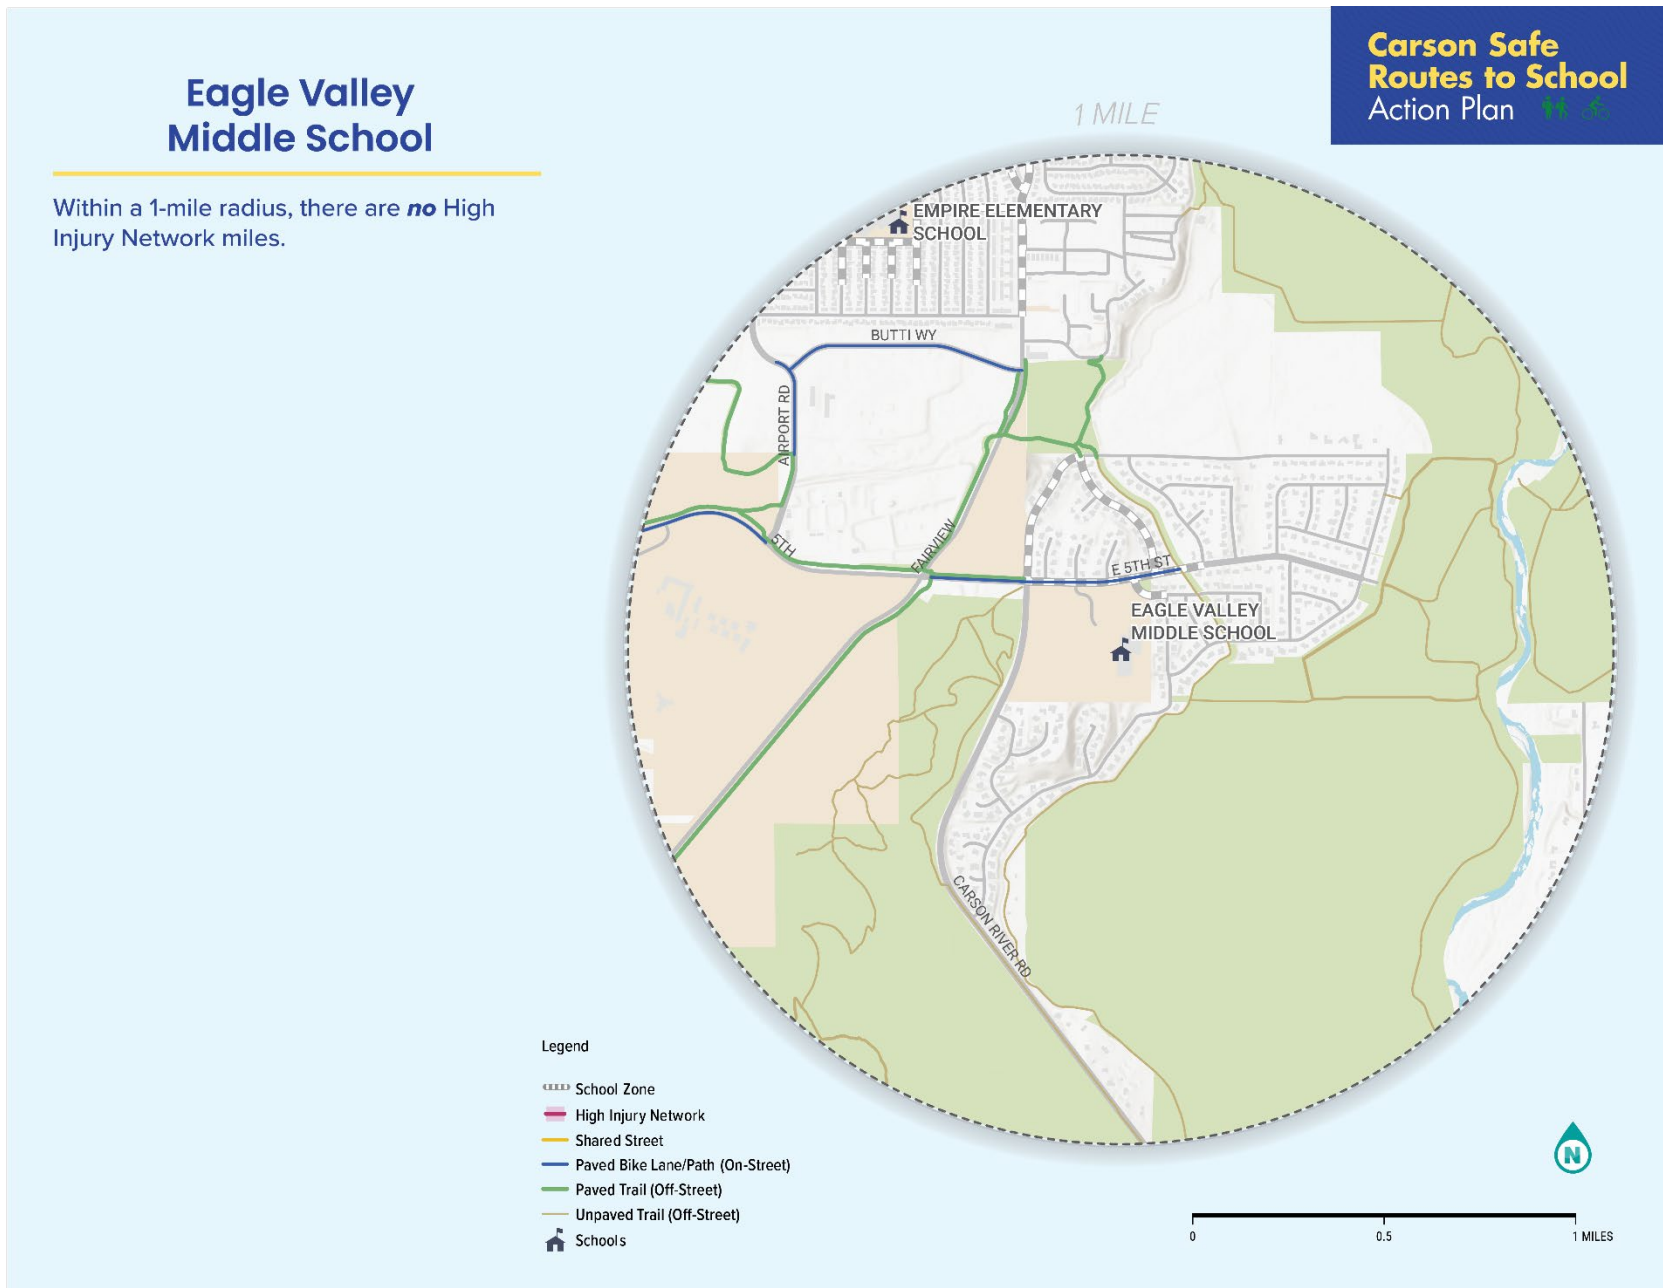 Carson Safe
Routes to School
Action Plan
Eagle Valley
Middle School
Within a 1-mile radius, there are no High
Injury Network miles.
1 MILE
EMPIRE ELEMENTARY
SCHOOL
BUTTI WY
AIRPORT RD
5TH
FAIRVIEW
E 5TH ST
EAGLE VALLEY
MIDDLE SCHOOL
CARSON RIVER RD
Legend
School Zone
High Injury Network
Shared Street
Paved Bike Lane/Path (On-Street)
Paved Trail (Off-Street)
Unpaved Trail (Off-Street)
Schools
N
0 0.5 1 MILES